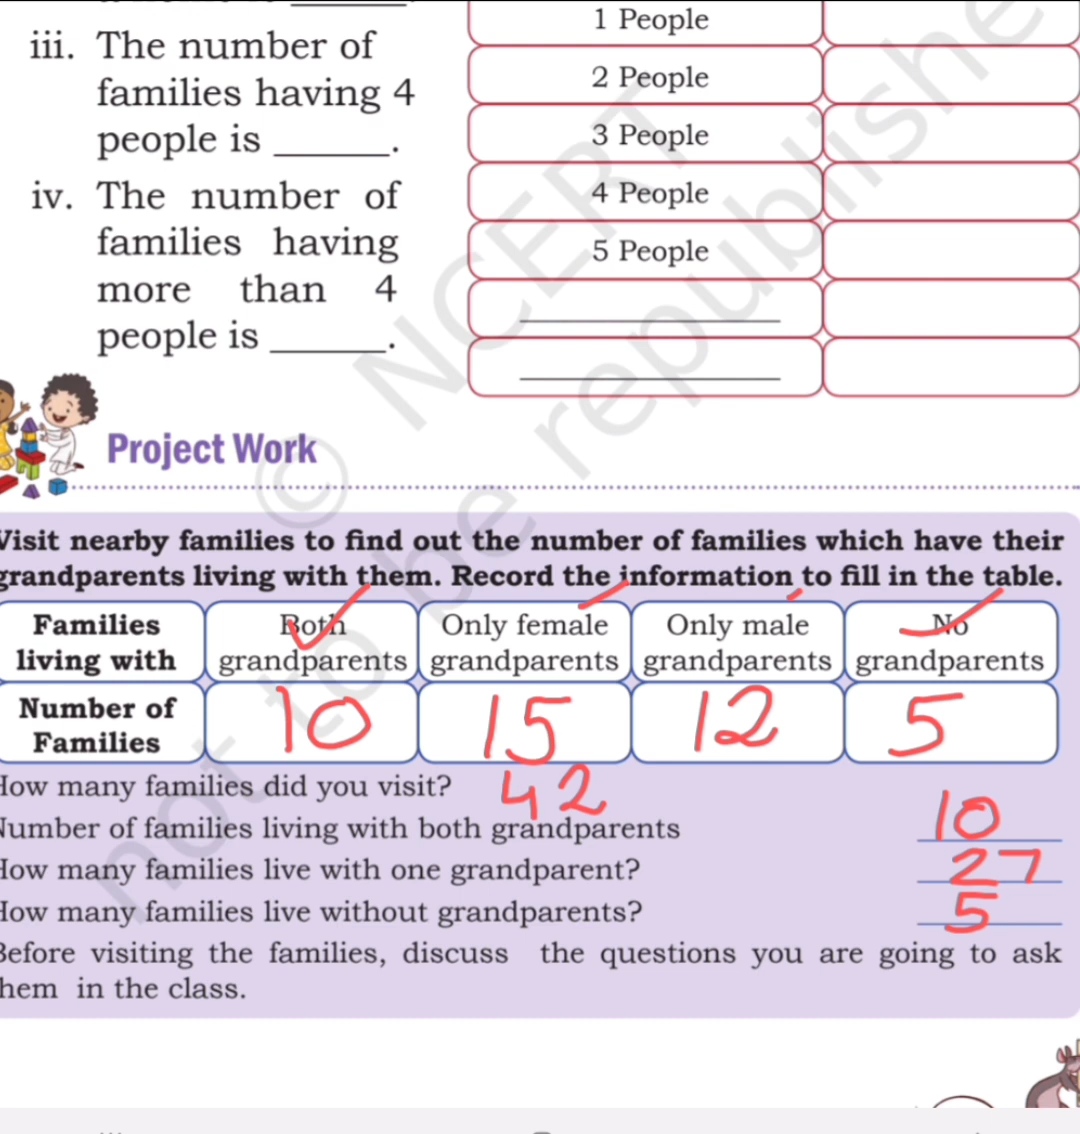 iii. The number of
families having 4
people is ______.
iv. The number of
families having
more than 4
people is ______.
1 People
2 People
3 People
4 People
5 People
© NCERT
not to be republishe
Project Work
Visit nearby families to find out the number of families which have their
grandparents living with them. Record the information to fill in the table.
Families living with | Both grandparents | Only female grandparents | Only male grandparents | No grandparents
Number of Families | 10 | 15 | 12 | 5
How many families did you visit? 42
Number of families living with both grandparents 10
How many families live with one grandparent? 27
How many families live without grandparents? 5
Before visiting the families, discuss the questions you are going to ask
hem in the class.